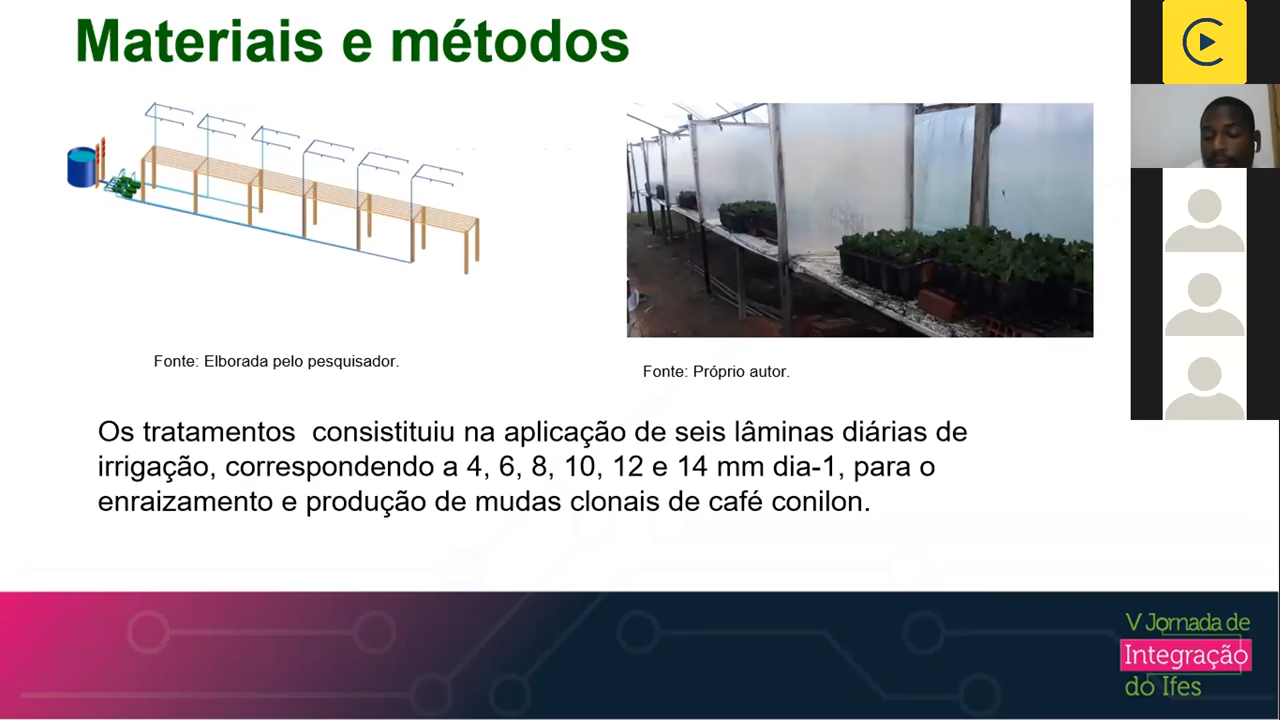 Materiais e métodos
Fonte: Elborada pelo pesquisador.
Fonte: Próprio autor.
Os tratamentos  consistituiu na aplicação de seis lâminas diárias de
irrigação, correspondendo a 4, 6, 8, 10, 12 e 14 mm dia-1, para o
enraizamento e produção de mudas clonais de café conilon.
V Jornada de
Integração
do Ifes